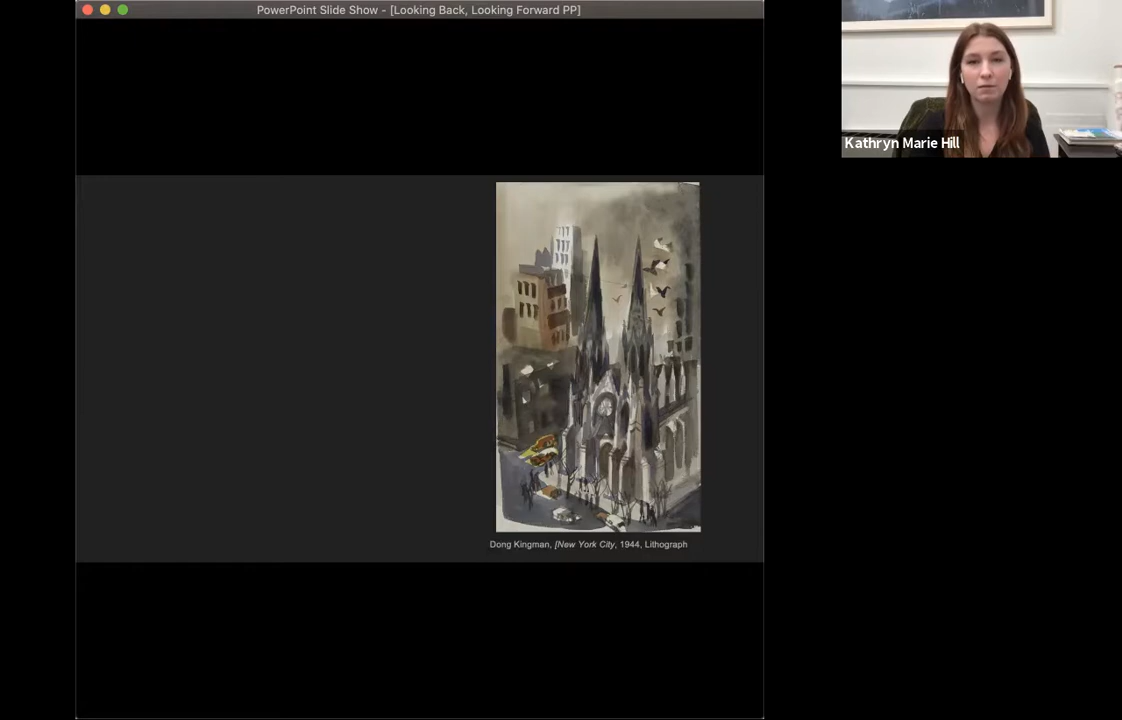 PowerPoint Slide Show - [Looking Back, Looking Forward PP]
Kathryn Marie Hill
Dong Kingman, [New York City, 1944, Lithograph